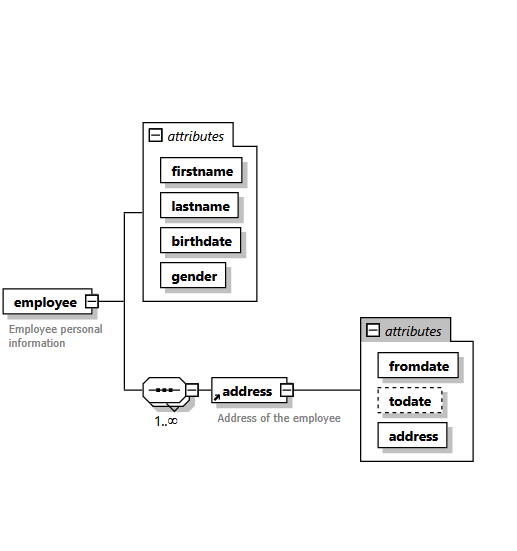 attributes
firstname
lastname
birthdate
gender
employee
Employee personal
information
attributes
fromdate
todate
address
address
Address of the employee
1..∞